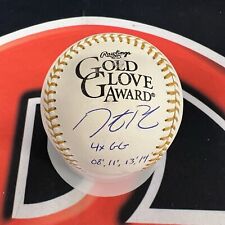 Rawlings
GOLD
GLOVE
AWARD®
4x GG
08', 11', 13', 14'